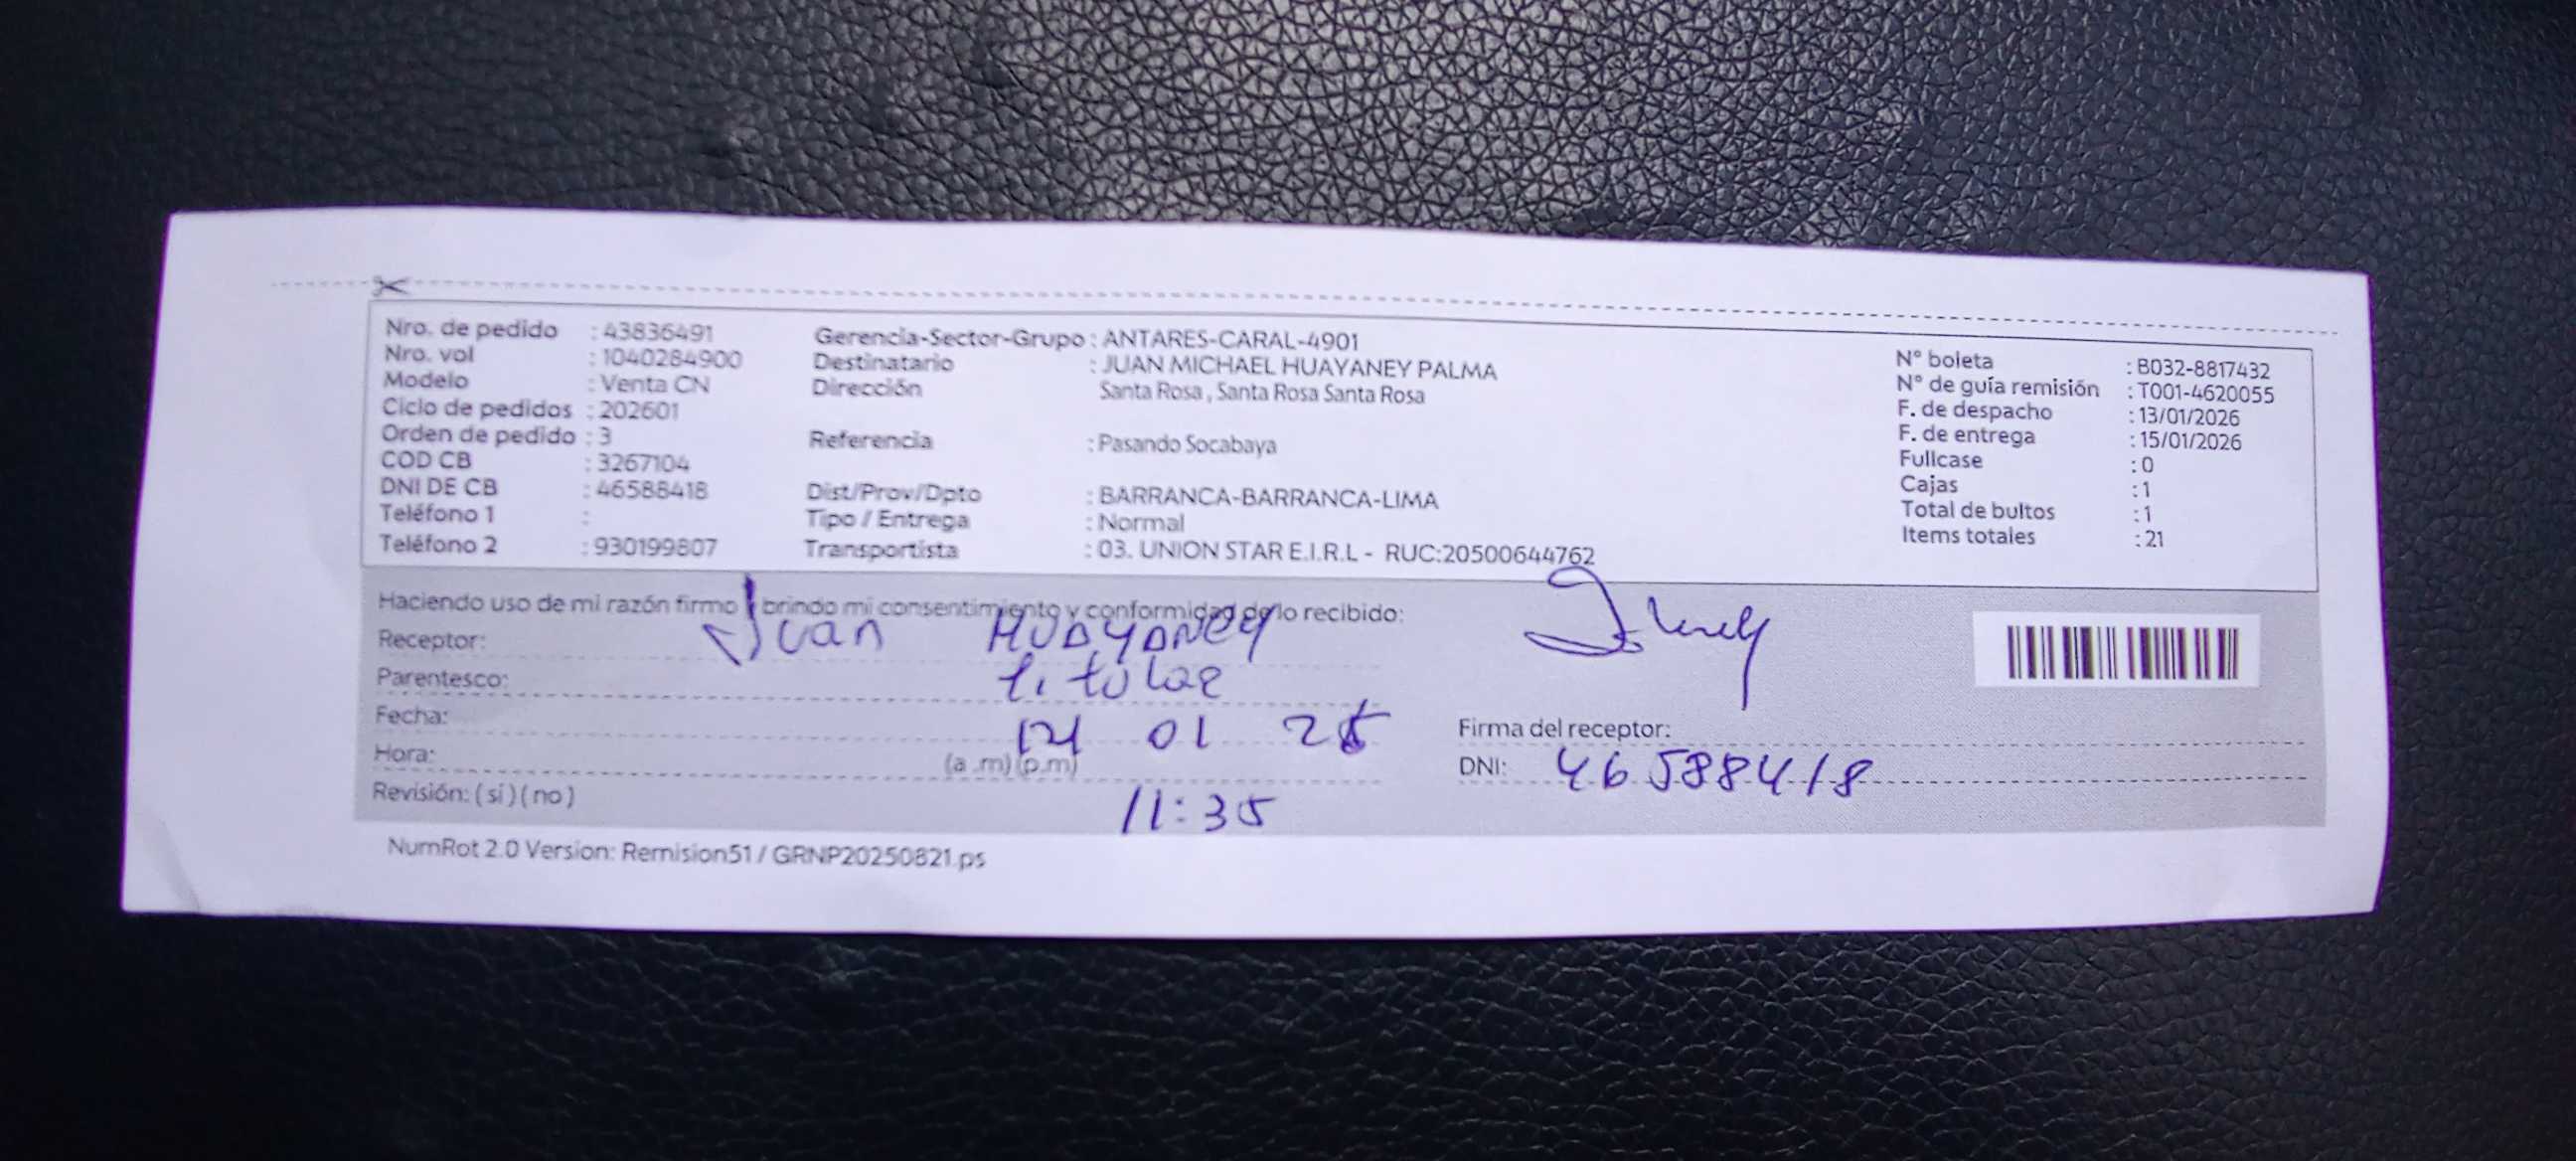 Nro. de pedido : 43836491
Nro. vol : 1040284900
Modelo : Venta CN
Ciclo de pedidos : 202601
Orden de pedido : 3
COD CB : 3267104
DNI DE CB : 46588418
Teléfono 1 :
Teléfono 2 : 930199807
Gerencia-Sector-Grupo : ANTARES-CARAL-4901
Destinatario : JUAN MICHAEL HUAYANEY PALMA
Dirección Santa Rosa , Santa Rosa Santa Rosa
Referencia : Pasando Socabaya
Dist/Prov/Dpto : BARRANCA-BARRANCA-LIMA
Tipo / Entrega : Normal
Transportista : 03. UNION STAR E.I.R.L - RUC:20500644762
N° boleta : B032-8817432
N° de guía remisión : T001-4620055
F. de despacho : 13/01/2026
F. de entrega : 15/01/2026
Fullcase : 0
Cajas : 1
Total de bultos : 1
Items totales : 21
Haciendo uso de mi razón firmo y brindo mi consentimiento y conformidad de lo recibido:
Receptor: Juan HUAYANEY
Parentesco: titular
Fecha: 14 01
Hora: (a .m) (p.m)
Revisión: ( sí ) ( no ) 11:35
Firma del receptor:
DNI: 46588418
NumRot 2.0 Version: Remision51 / GRNP20250821.ps